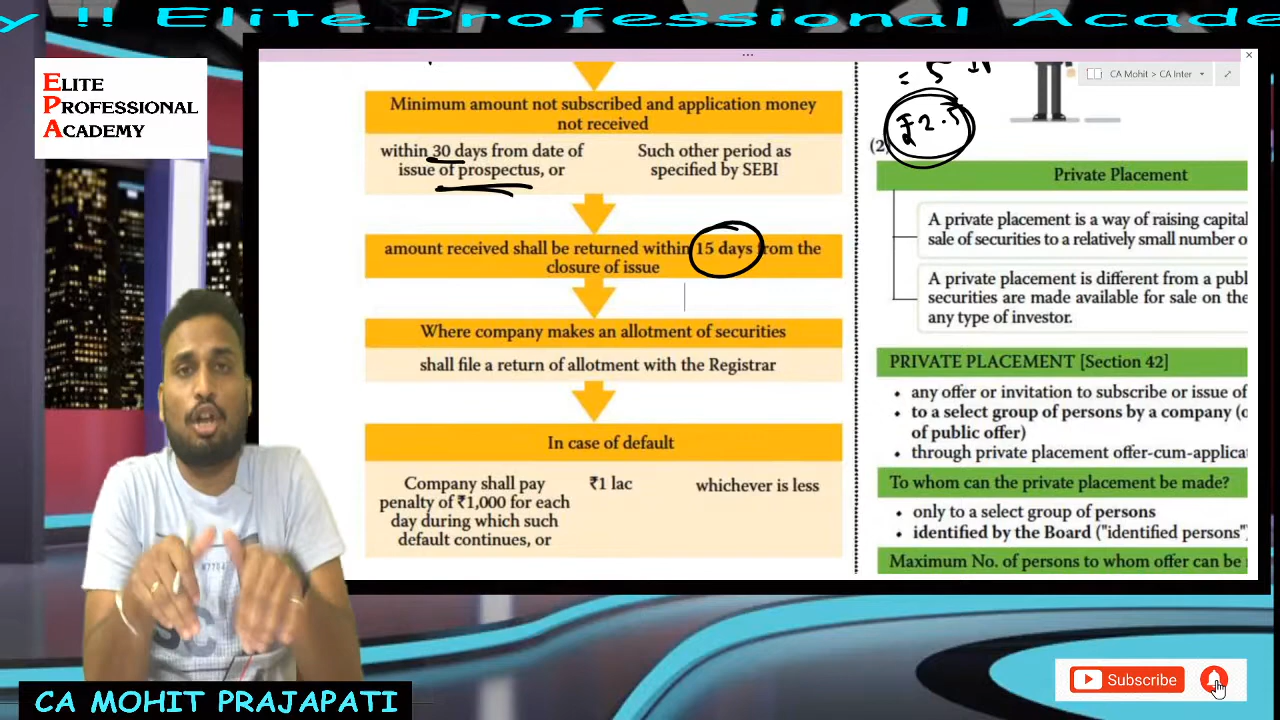 y !! Elite Professional Acade
ELITE
PROFESSIONAL
ACADEMY
Minimum amount not subscribed and application money
not received
within 30 days from date of
issue of prospectus, or
Such other period as
specified by SEBI
amount received shall be returned within 15 days from the
closure of issue
Where company makes an allotment of securities
shall file a return of allotment with the Registrar
In case of default
Company shall pay
penalty of ₹1,000 for each
day during which such
default continues, or
₹1 lac
whichever is less
CA Mohit > CA Inter
= 5
₹2.5
(2)
Private Placement
A private placement is a way of raising capital
sale of securities to a relatively small number o
A private placement is different from a publ
securities are made available for sale on the
any type of investor.
PRIVATE PLACEMENT [Section 42]
• any offer or invitation to subscribe or issue of
• to a select group of persons by a company (o
of public offer)
• through private placement offer-cum-applica
To whom can the private placement be made?
• only to a select group of persons
• identified by the Board ("identified persons")
Maximum No. of persons to whom offer can be
Subscribe
CA MOHIT PRAJAPATI